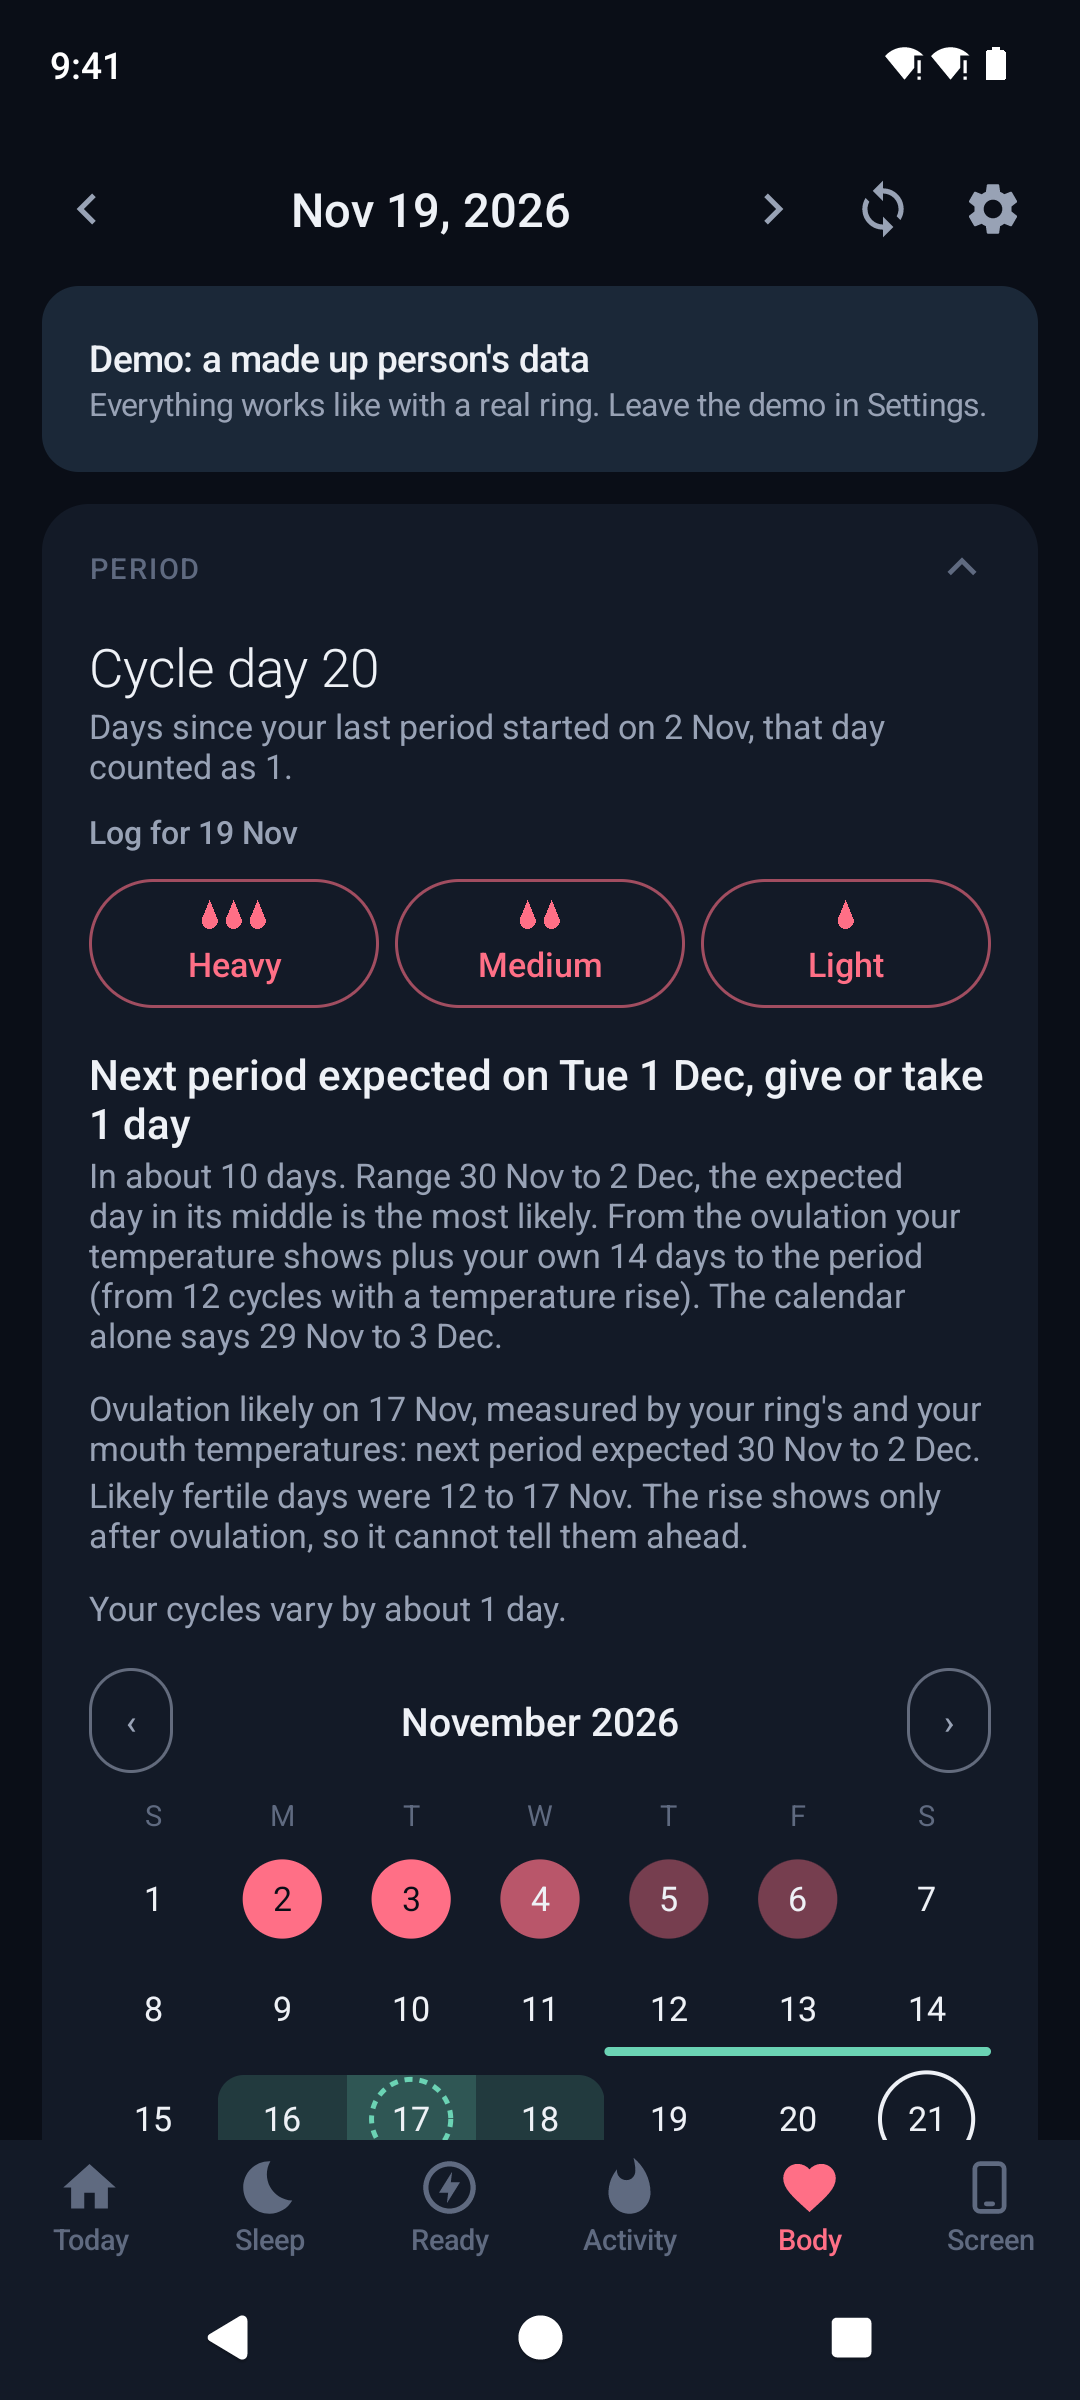 9:41
Nov 19, 2026
Demo: a made up person's data
Everything works like with a real ring. Leave the demo in Settings.
PERIOD
Cycle day 20
Days since your last period started on 2 Nov, that day
counted as 1.
Log for 19 Nov
Heavy
Medium
Light
Next period expected on Tue 1 Dec, give or take
1 day
In about 10 days. Range 30 Nov to 2 Dec, the expected
day in its middle is the most likely. From the ovulation your
temperature shows plus your own 14 days to the period
(from 12 cycles with a temperature rise). The calendar
alone says 29 Nov to 3 Dec.
Ovulation likely on 17 Nov, measured by your ring's and your
mouth temperatures: next period expected 30 Nov to 2 Dec.
Likely fertile days were 12 to 17 Nov. The rise shows only
after ovulation, so it cannot tell them ahead.
Your cycles vary by about 1 day.
‹ November 2026 ›
S M T W T F S
1 2 3 4 5 6 7
8 9 10 11 12 13 14
15 16 17 18 19 20 21
Today Sleep Ready Activity Body Screen